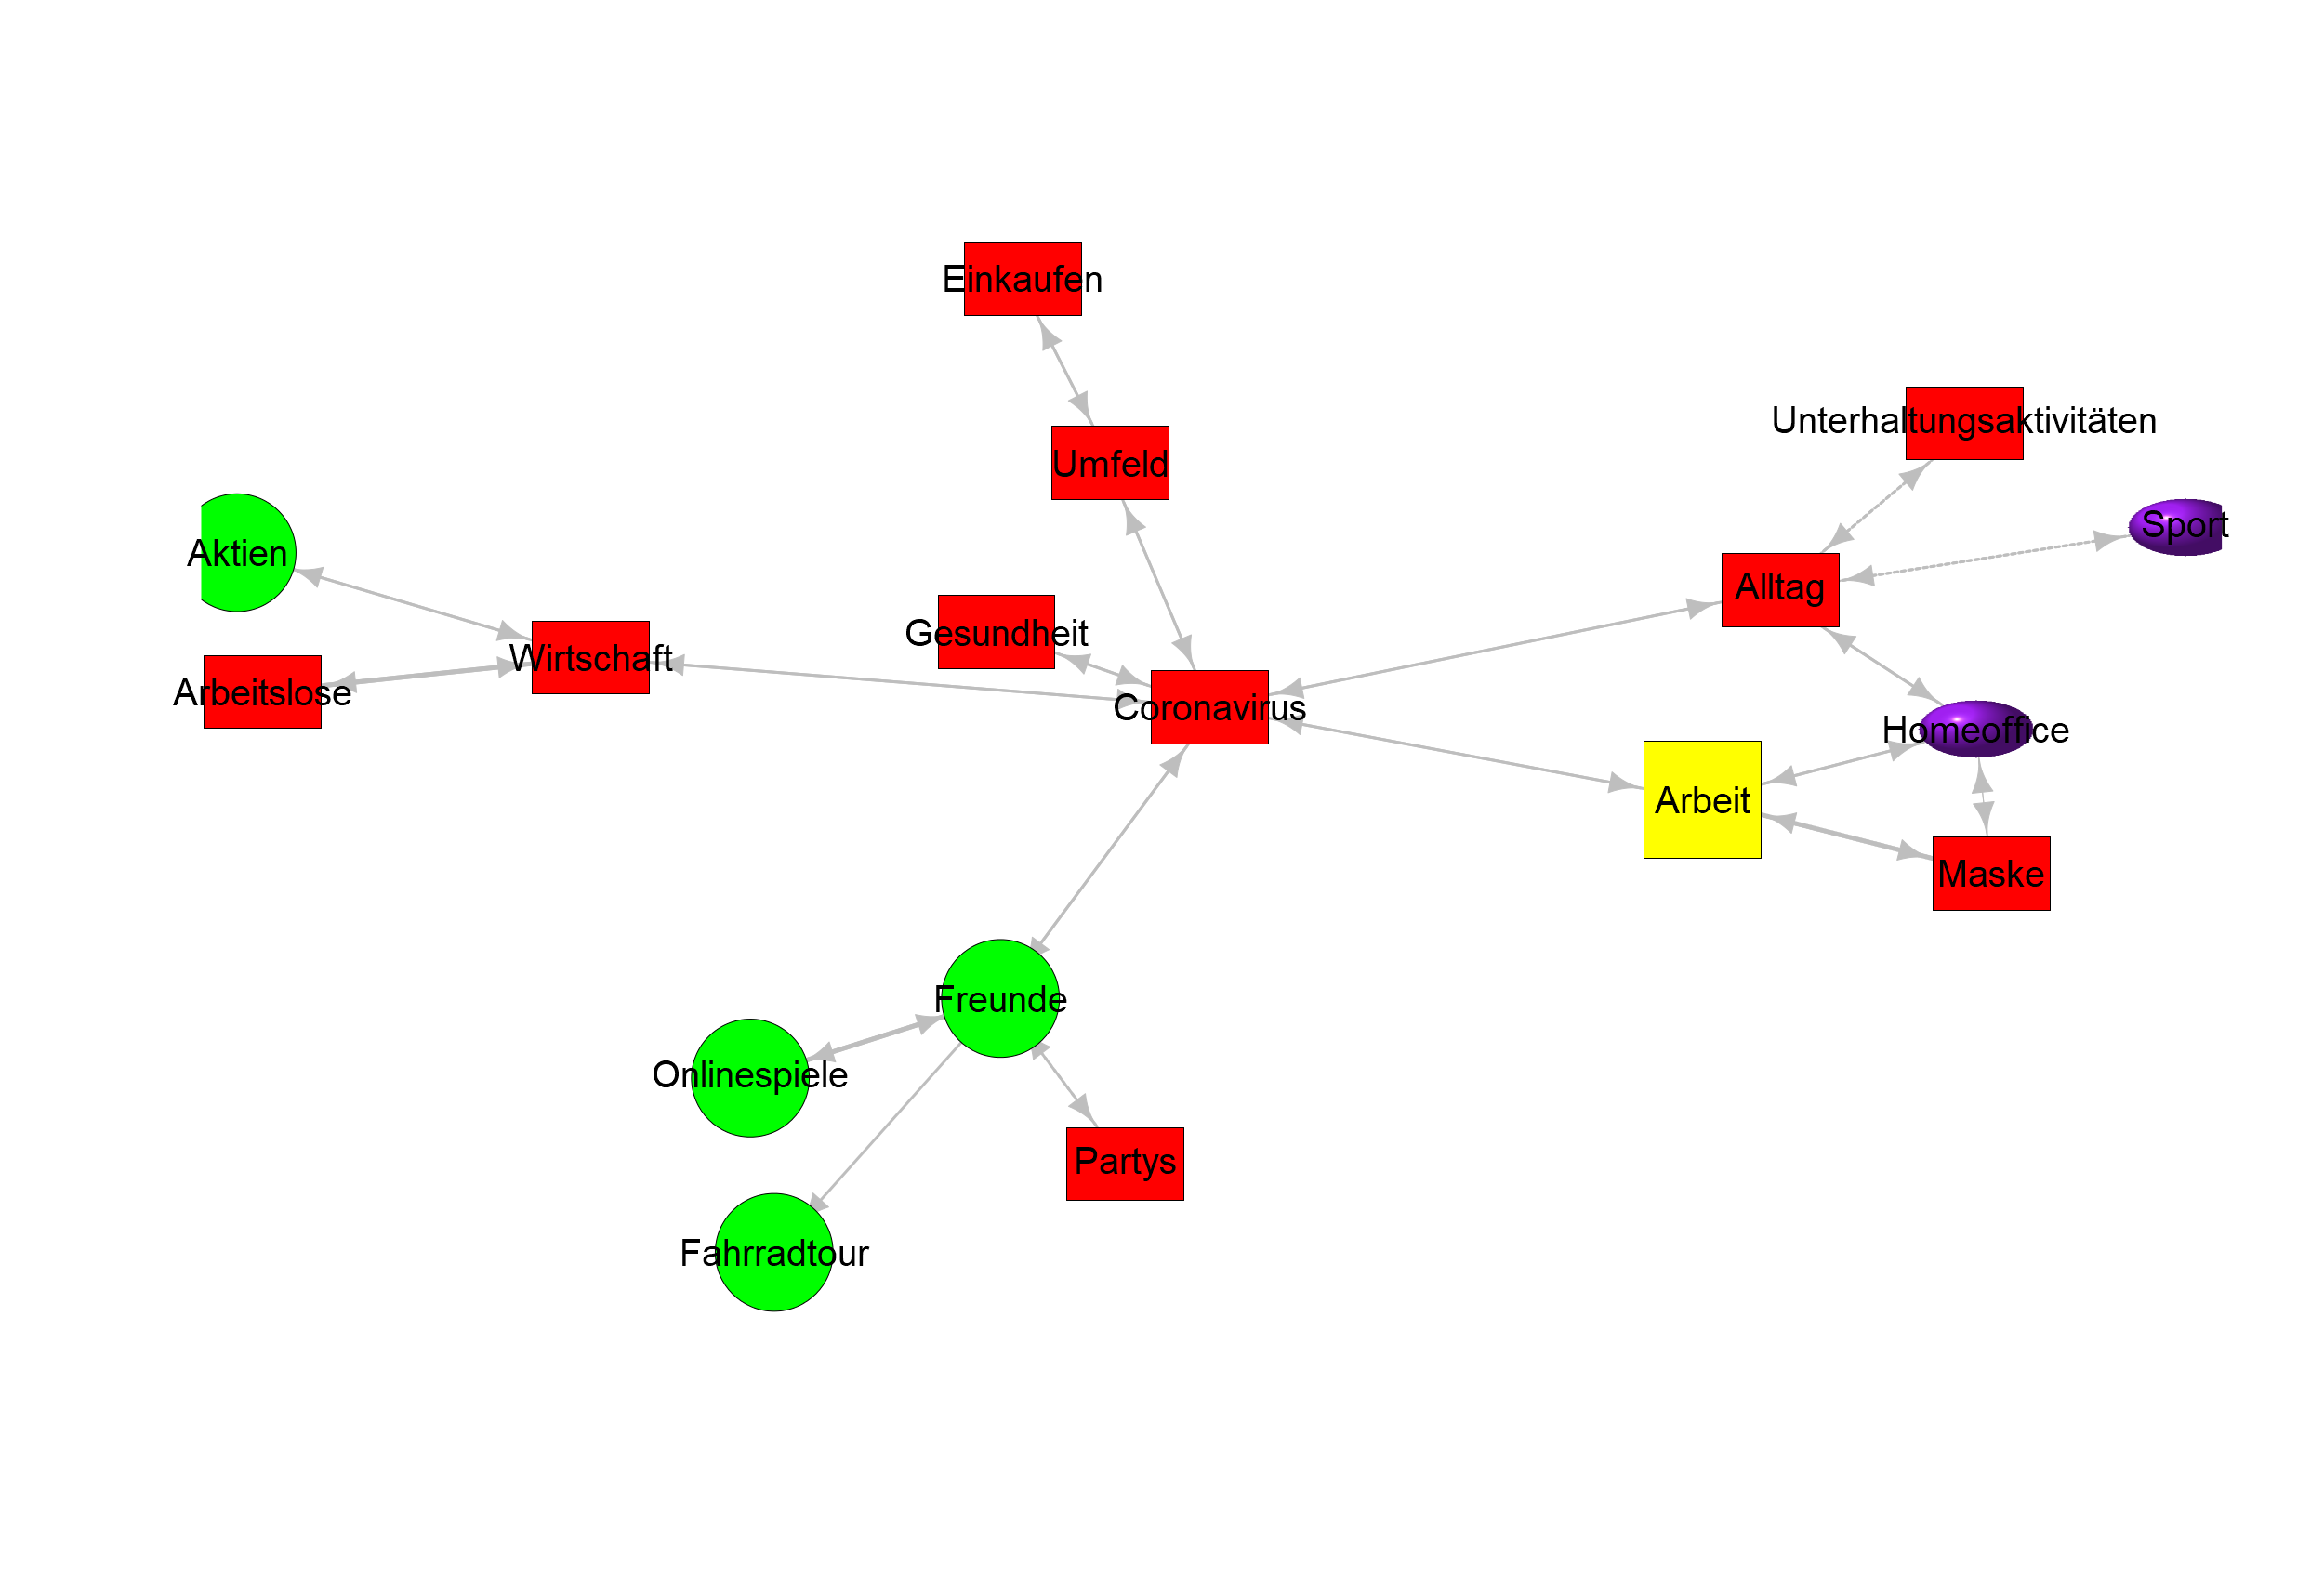 Einkaufen
Unterhaltungsaktivitäten
Umfeld
Sport
Aktien
Alltag
Gesundheit
Wirtschaft
Arbeitslose
Coronavirus
Homeoffice
Arbeit
Maske
Freunde
Onlinespiele
Partys
Fahrradtour